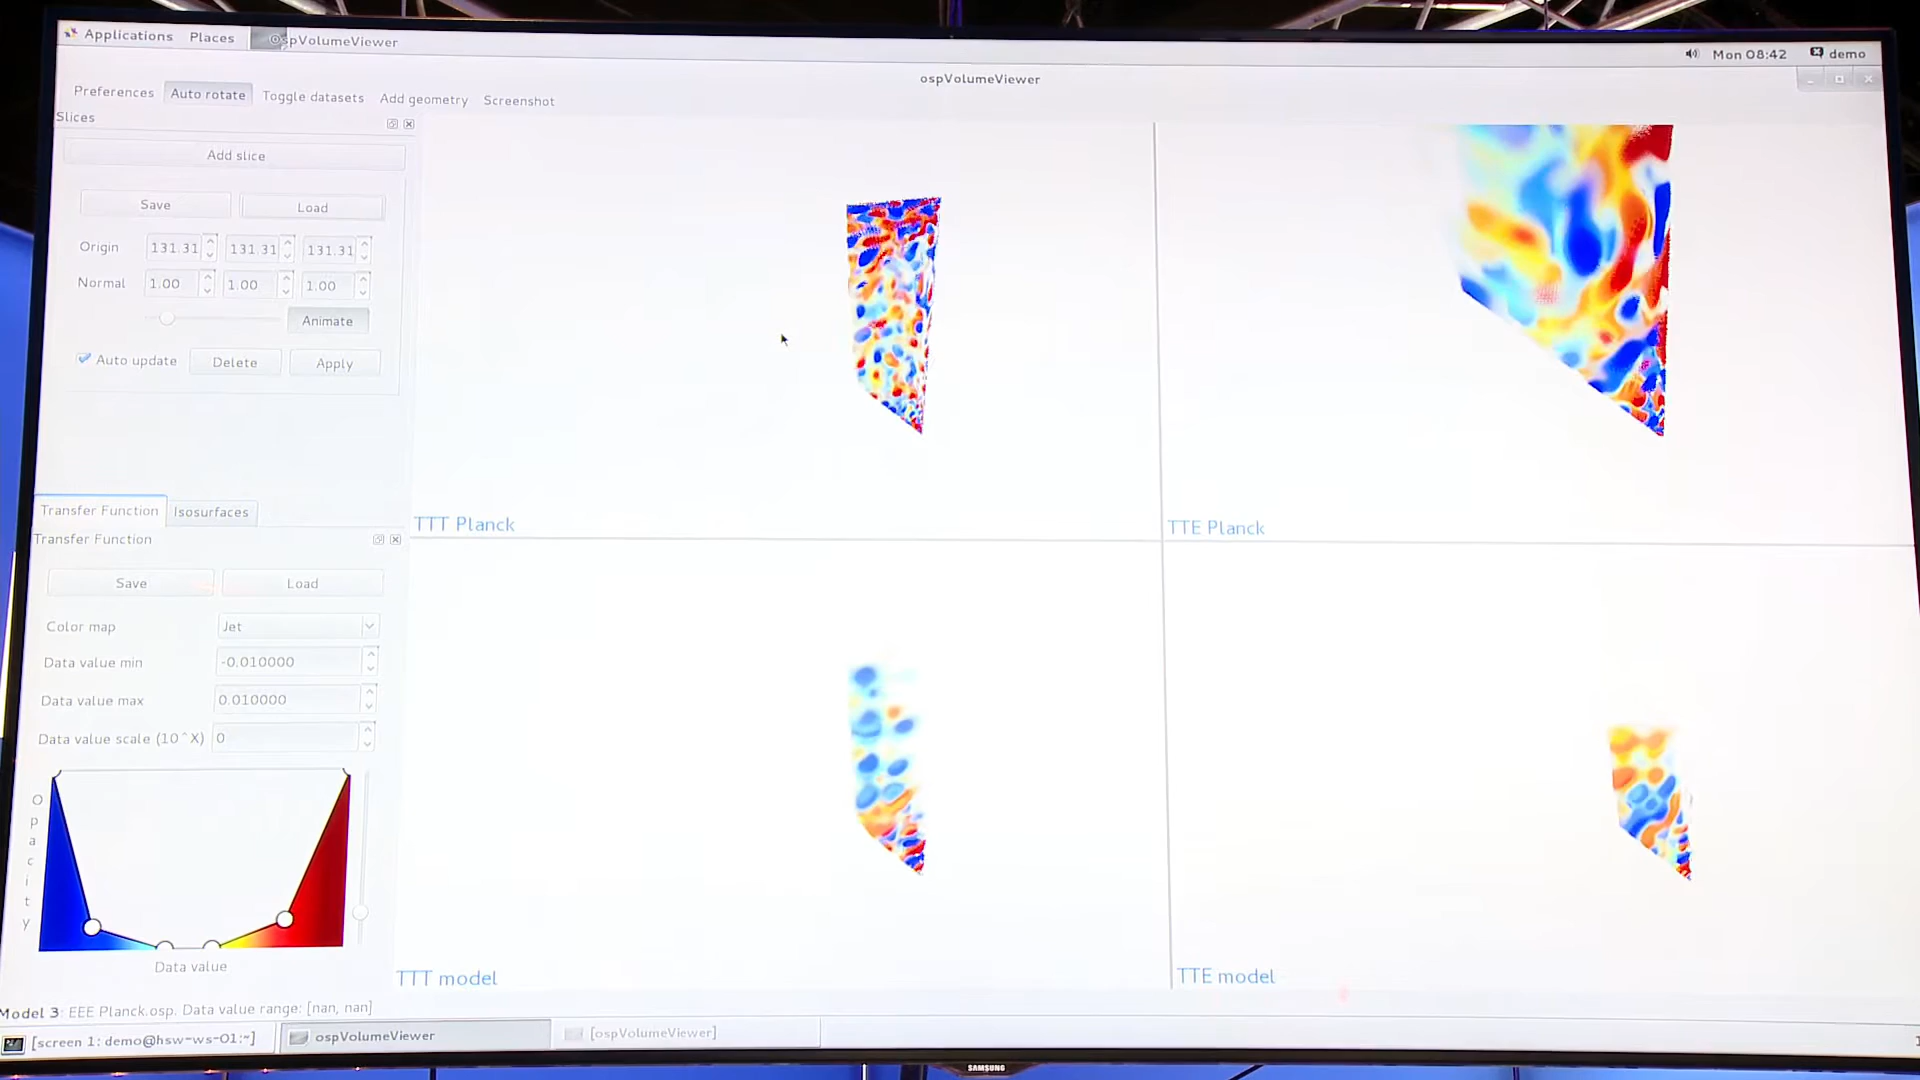 Applications Places ospVolumeViewer
Mon 08:42 demo
ospVolumeViewer
Preferences Auto rotate Toggle datasets Add geometry Screenshot
Slices
Add slice
Save Load
Origin 131.31 131.31 131.31
Normal 1.00 1.00 1.00
Animate
Auto update Delete Apply
Transfer Function Isosurfaces
Transfer Function
Save Load
Color map Jet
Data value min -0.010000
Data value max 0.010000
Data value scale (10^X) 0
Opacity
Data value
TTT Planck
TTE Planck
TTT model
TTE model
Model 3: EEE Planck.osp. Data value range: [nan, nan]
[screen 1: demo@hsw-ws-01:~] ospVolumeViewer [ospVolumeViewer]
SAMSUNG